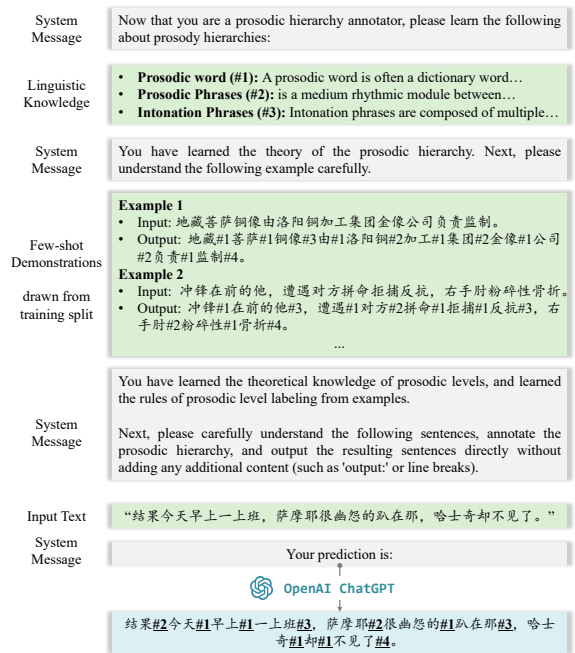 System
Message
Now that you are a prosodic hierarchy annotator, please learn the following
about prosody hierarchies:
Linguistic
Knowledge
• Prosodic word (#1): A prosodic word is often a dictionary word…
• Prosodic Phrases (#2): is a medium rhythmic module between…
• Intonation Phrases (#3): Intonation phrases are composed of multiple…
System
Message
You have learned the theory of the prosodic hierarchy. Next, please
understand the following example carefully.
Few-shot
Demonstrations
drawn from
training split
Example 1
• Input: 地藏菩萨铜像由洛阳铜加工集团金像公司负责监制。
• Output: 地藏#1菩萨#1铜像#3由#1洛阳铜#2加工#1集团#2金像#1公司
#2负责#1监制#4。
Example 2
• Input: 冲锋在前的他，遭遇对方拼命拒捕反抗，右手肘粉碎性骨折。
• Output: 冲锋#1在前的他#3，遭遇#1对方#2拼命#1拒捕#1反抗#3，右
手肘#2粉碎性#1骨折#4。
...
System
Message
You have learned the theoretical knowledge of prosodic levels, and learned
the rules of prosodic level labeling from examples.
Next, please carefully understand the following sentences, annotate the
prosodic hierarchy, and output the resulting sentences directly without
adding any additional content (such as 'output:' or line breaks).
Input Text
“结果今天早上一上班，萨摩耶很幽怨的趴在那，哈士奇却不见了。”
System
Message
Your prediction is:
OpenAI ChatGPT
结果#2今天#1早上#1一上班#3，萨摩耶#2很幽怨的#1趴在那#3，哈士
奇#1却#1不见了#4。